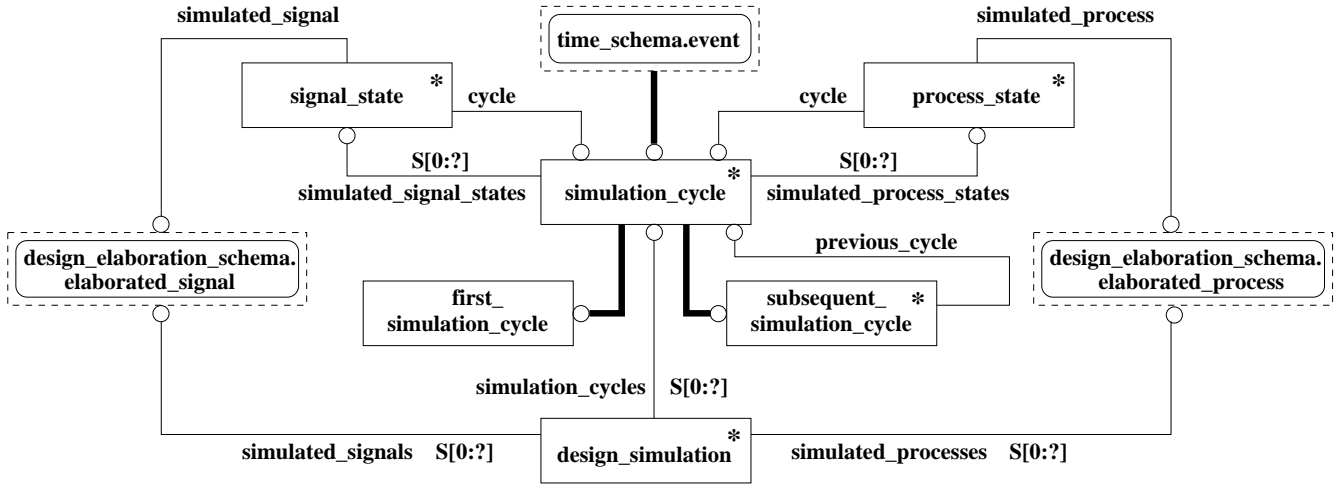 simulated_signal
simulated_process
time_schema.event
signal_state *
cycle
cycle
process_state *
S[0:?]
simulated_signal_states
simulation_cycle *
S[0:?]
simulated_process_states
design_elaboration_schema.
elaborated_signal
previous_cycle
design_elaboration_schema.
elaborated_process
first_
simulation_cycle
subsequent_ *
simulation_cycle
simulation_cycles S[0:?]
simulated_signals S[0:?]
design_simulation *
simulated_processes S[0:?]